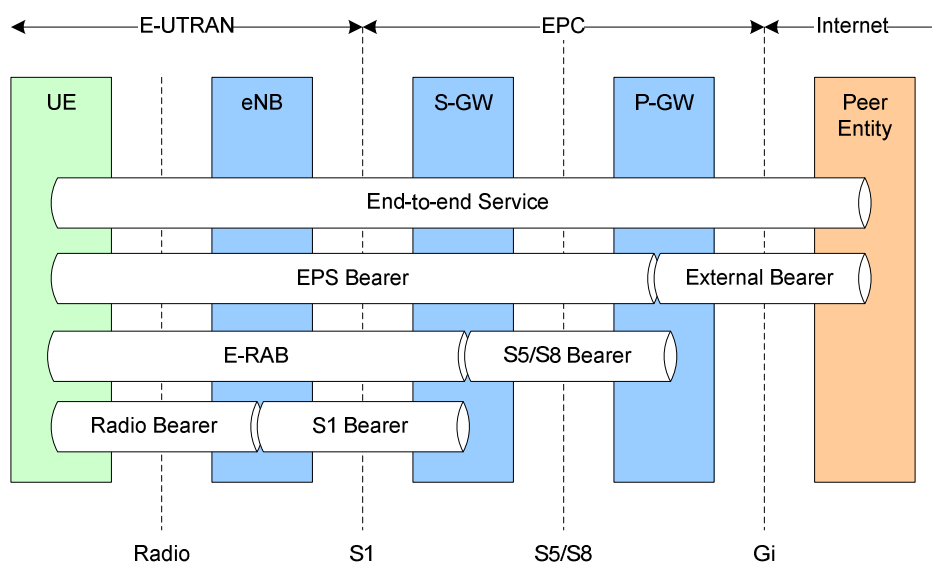 E-UTRAN EPC Internet
UE eNB S-GW P-GW Peer
Entity
End-to-end Service
EPS Bearer External Bearer
E-RAB S5/S8 Bearer
Radio Bearer S1 Bearer
Radio S1 S5/S8 Gi